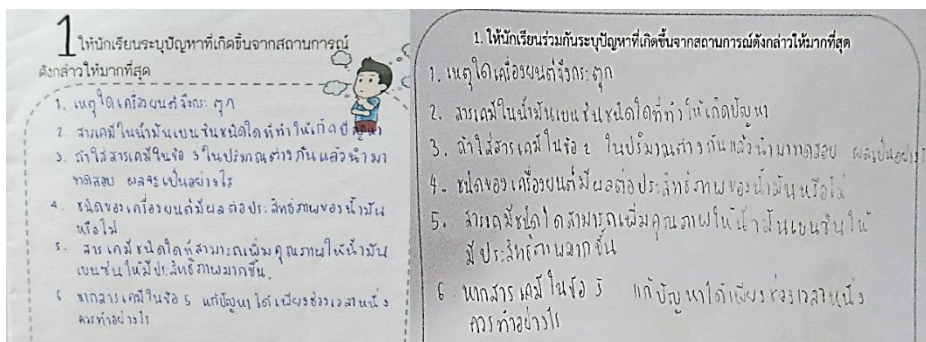 1 ให้นักเรียนระบุปัญหาที่เกิดขึ้นจากสถานการณ์
ดังกล่าวให้มากที่สุด
1. เหตุใดเครื่องยนต์จึงกระตุก
2. สารเคมีในน้ำมันเบนซินชนิดใดที่ทำให้เกิดปัญหา
3. ถ้าใส่สารเคมีในข้อ 3 ในปริมาณต่างกันแล้วนำมา
ทดสอบ ผลจะเป็นอย่างไร
4. ชนิดของเครื่องยนต์มีผลต่อประสิทธิภาพของน้ำมัน
หรือไม่
5. สารเคมีชนิดใดที่สามารถเพิ่มคุณภาพให้น้ำมัน
เบนซินให้มีประสิทธิภาพมากขึ้น
6 หากสารเคมีในข้อ 5 แก้ปัญหาได้เพียงช่วงเวลาหนึ่ง
ควรทำอย่างไร
1. ให้นักเรียนร่วมกันระบุปัญหาที่เกิดขึ้นจากสถานการณ์ดังกล่าวให้มากที่สุด
1. เหตุใดเครื่องยนต์จึงกระตุก
2. สารเคมีในน้ำมันเบนซินชนิดใดที่ทำให้เกิดปัญหา
3. ถ้าใส่สารเคมีในข้อ 2 ในปริมาณต่างกันแล้วนำมาทดสอบ ผลเป็นอย่างไร
4. ชนิดของเครื่องยนต์มีผลต่อประสิทธิภาพของน้ำมันหรือไม่
5. สารเคมีชนิดใดสามารถเพิ่มคุณภาพให้น้ำมันเบนซินให้
มีประสิทธิภาพมากขึ้น
6. หากสารเคมีในข้อ 5 แก้ปัญหาได้เพียงช่วงเวลาหนึ่ง
ควรทำอย่างไร